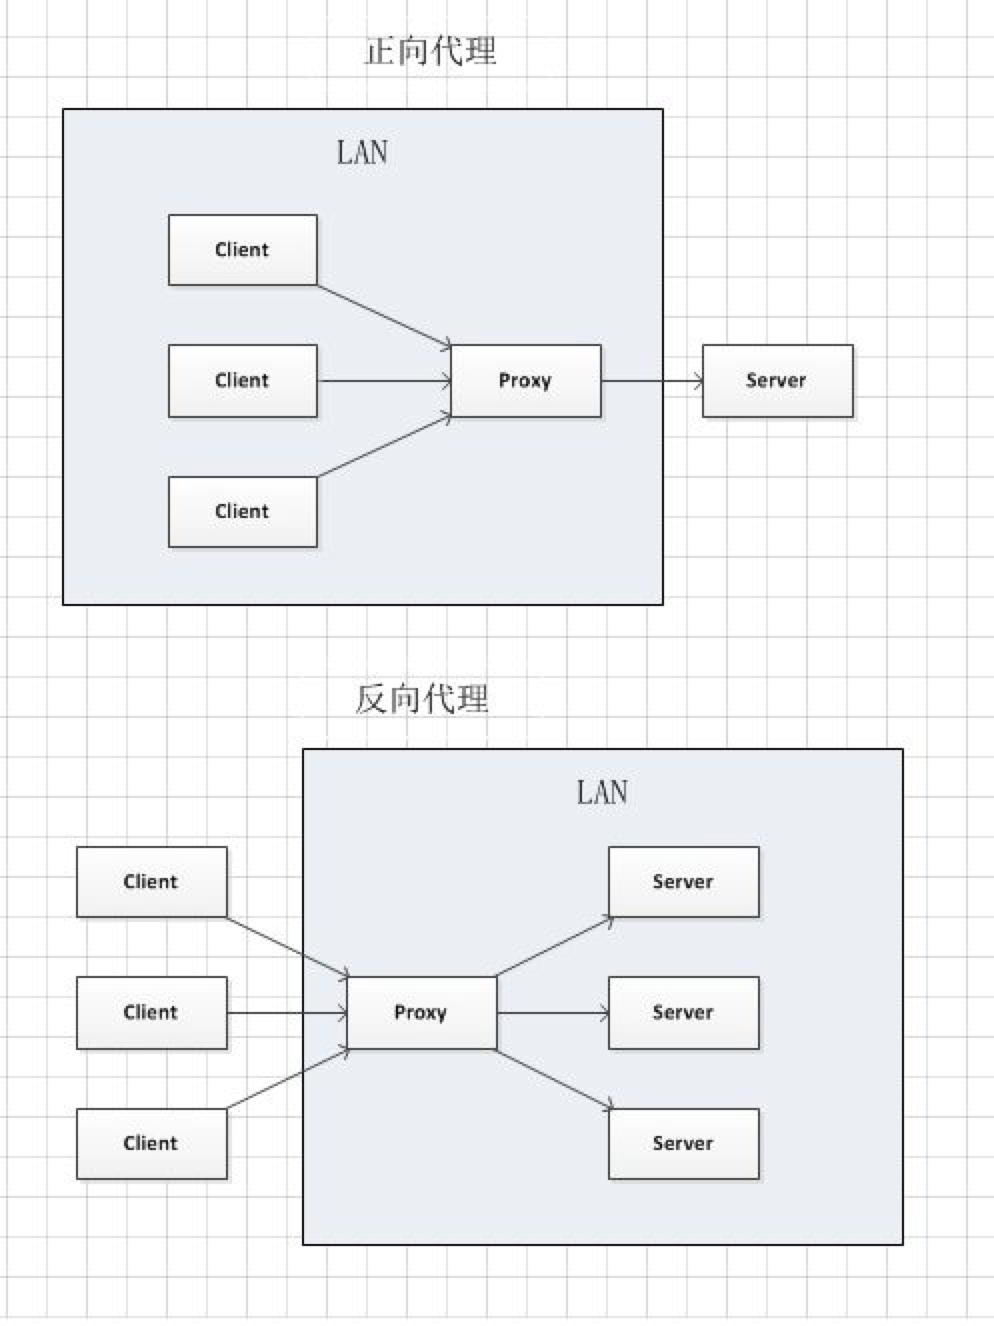 正向代理
LAN
Client
Client
Proxy
Server
Client
反向代理
LAN
Client
Server
Client
Proxy
Server
Client
Server